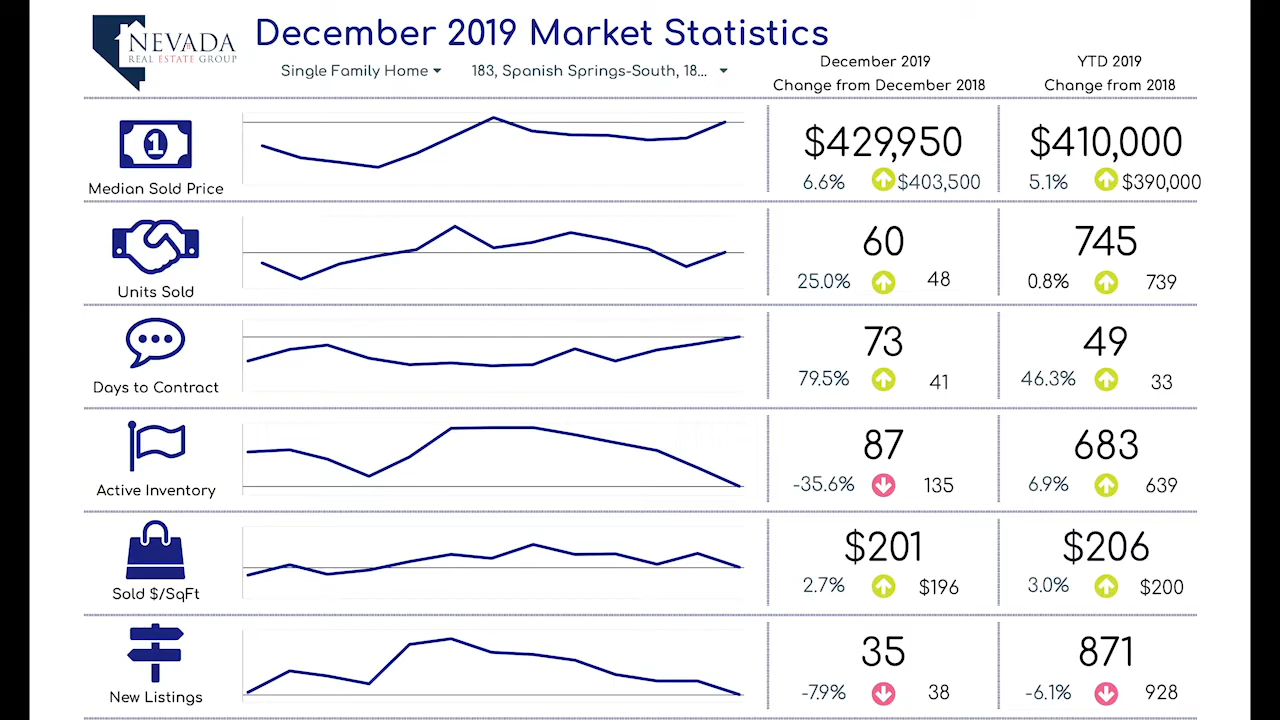 NEVADA
REAL ESTATE GROUP
December 2019 Market Statistics
Single Family Home
183, Spanish Springs-South, 18...
December 2019
Change from December 2018
YTD 2019
Change from 2018
1
Median Sold Price
$429,950
6.6%
$403,500
$410,000
5.1%
$390,000
Units Sold
60
25.0%
48
745
0.8%
739
Days to Contract
73
79.5%
41
49
46.3%
33
Active Inventory
87
-35.6%
135
683
6.9%
639
Sold $/SqFt
$201
2.7%
$196
$206
3.0%
$200
New Listings
35
-7.9%
38
871
-6.1%
928